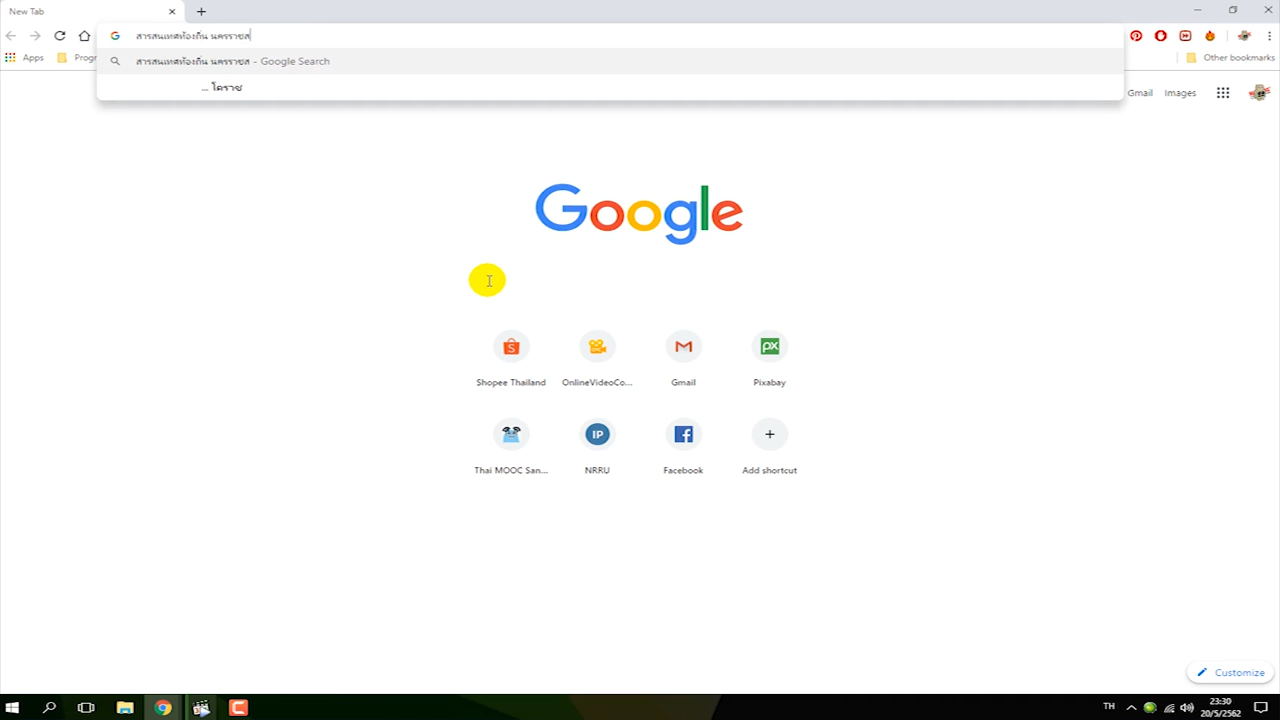 New Tab
สารสนเทศท้องถิ่น นครราชส
Apps
Progr
Other bookmarks
สารสนเทศท้องถิ่น นครราชส - Google Search
... โคราช
Gmail Images
Google
Shopee Thailand
OnlineVideoCo...
Gmail
Pixabay
Thai MOOC San...
IP
NRRU
Facebook
Add shortcut
Customize
TH
23:30
20/5/2562